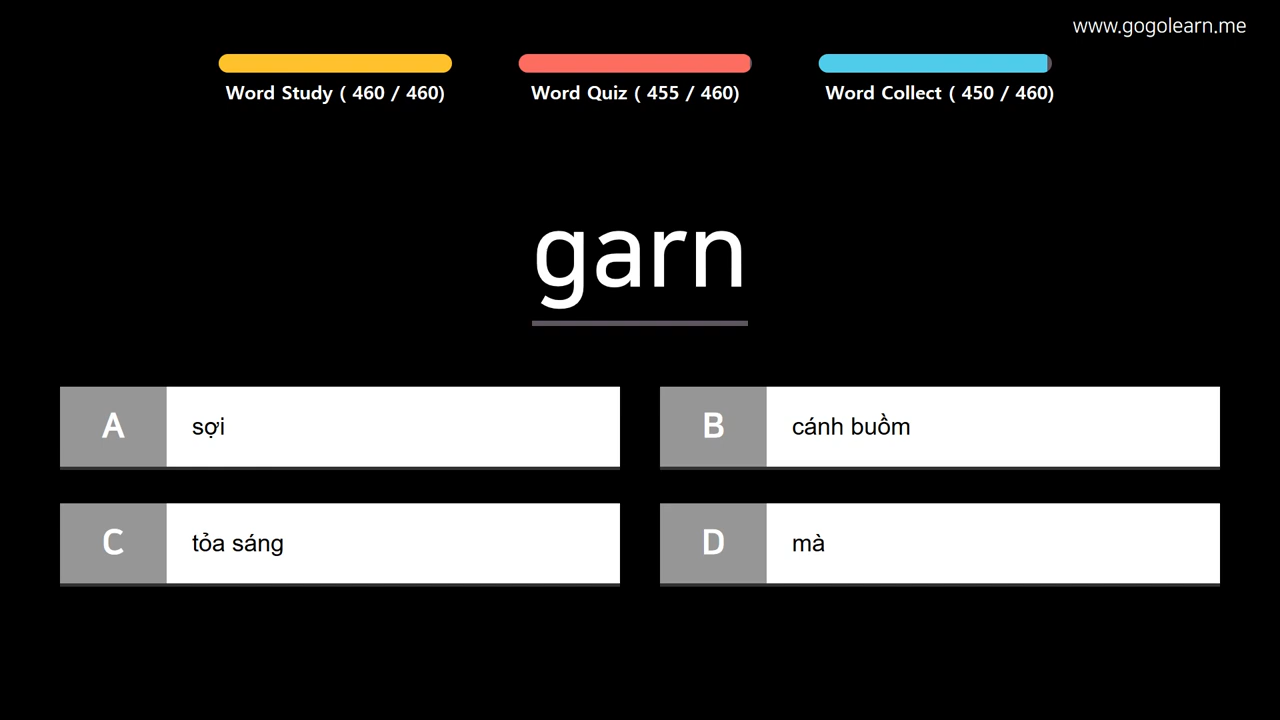 www.gogolearn.me
Word Study ( 460 / 460)
Word Quiz ( 455 / 460)
Word Collect ( 450 / 460)
garn
A sợi
B cánh buồm
C tỏa sáng
D mà